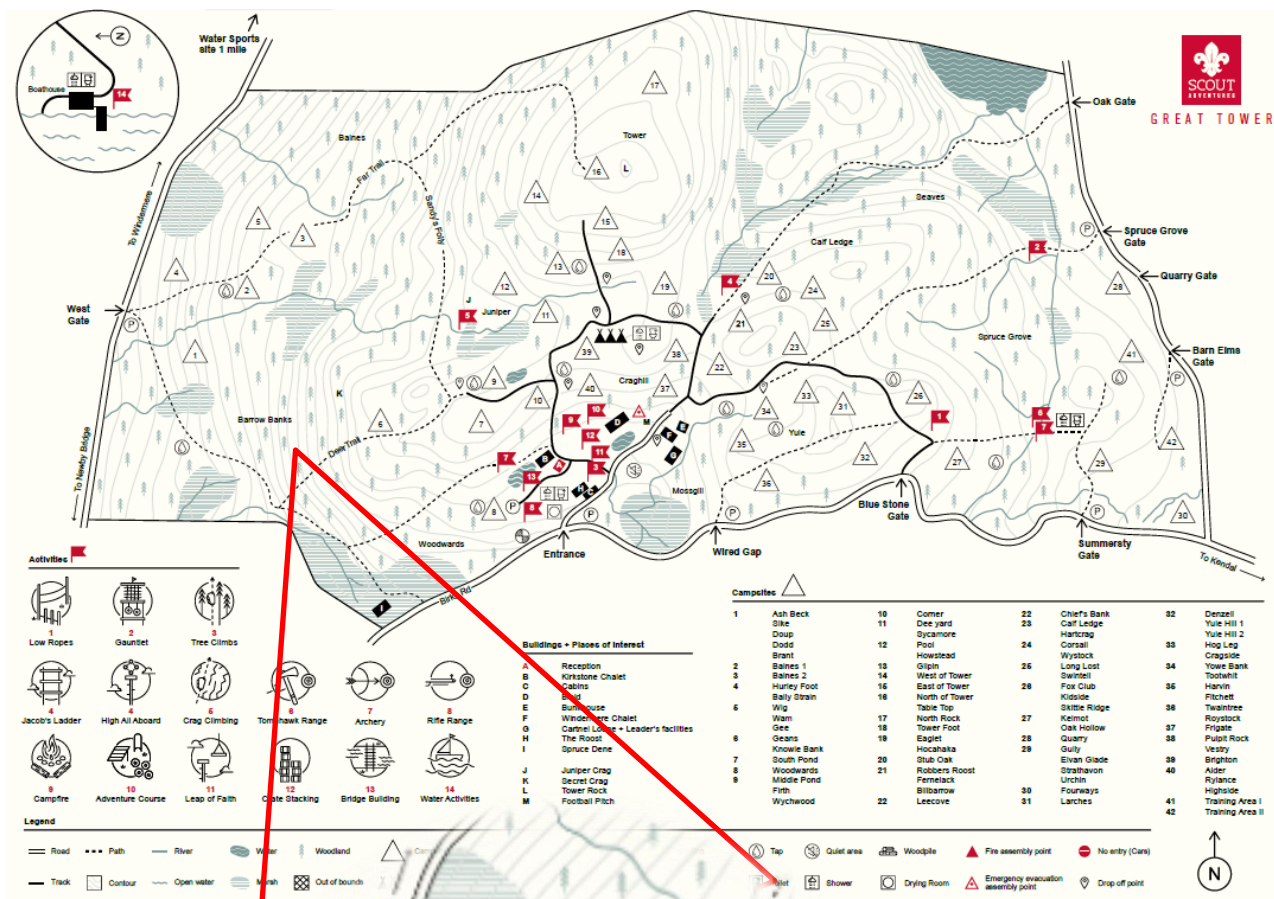 Water Sports
site 1 mile
N
Boathouse
14
SCOUT
ADVENTURES
GREAT TOWER
Oak Gate
Spruce Grove
Gate
Quarry Gate
Barn Elms
Gate
To Windermere
West
Gate
To Newby Bridge
Baines
Far Trail
Sandy's Folly
Tower
L
Seaves
Calf Ledge
Spruce Grove
J
Juniper
K
Barrow Banks
Deer Trail
Craghill
M
Yule
Mossgill
Woodwards
Birks Rd
Entrance
Wired Gap
Blue Stone
Gate
Summersty
Gate
To Kendal
17
16
14
15
18
13
12
11
19
20
24
21
25
23
22
5
3
4
2
1
6
9
7
10
39
38
40
37
8
33
34
31
35
32
36
26
27
28
41
42
29
30
5
4
2
1
6
7
10
9
12
11
3
7
13
8
A
B
C
D
E
F
G
H
I
P
Activities
1
Low Ropes
2
Gauntlet
3
Tree Climbs
4
Jacob's Ladder
4
High All Aboard
5
Crag Climbing
6
7
Archery
8
Rifle Range
9
Campfire
10
Adventure Course
11
Leap of Faith
12
Crate Stacking
13
Bridge Building
14
Water Activities
Buildings + Places of Interest
A Reception
B Kirkstone Chalet
C Cabins
D
E
F Windermere Chalet
G Cartmel Lodge + Leader's facilities
H The Roost
I Spruce Dene
J Juniper Crag
K Secret Crag
L Tower Rock
M Football Pitch
Campsites
1 Ash Beck
Sike
Doup
Dodd
Brant
2 Baines 1
3 Baines 2
4 Hurley Foot
Bally Strain
5 Wig
Wam
Gee
6 Geans
Knowle Bank
7 South Pond
8 Woodwards
9 Middle Pond
Firth
Wychwood
10 Comer
11 Dee yard
Sycamore
12 Pool
Howstead
13 Gilpin
14 West of Tower
15 East of Tower
16 North of Tower
Table Top
17 North Rock
18 Tower Foot
19 Eaglet
Hocahaka
20 Stub Oak
21 Robbers Roost
Fernelack
Bilbarrow
22 Leecove
22 Chief's Bank
23 Calf Ledge
Hartcrag
24 Corsall
Wystock
25 Long Lost
Swintell
26 Fox Club
Kidside
Skittle Ridge
27 Kelmot
Oak Hollow
28 Quarry
29 Gully
Elvan Glade
Strathavon
Urchin
30 Fourways
31 Larches
32 Denzell
Yule Hill 1
Yule Hill 2
33 Hog Leg
Cragside
34 Yowe Bank
Tootwhit
35 Harvin
Fitchett
36 Twaintree
Roystock
37 Frigate
38 Pulpit Rock
Vestry
39 Brighton
40 Alder
Rylance
Highside
41 Training Area I
42 Training Area II
Legend
Road
Path
River
Water
Woodland
Tap
Quiet area
Woodpile
Fire assembly point
No entry (Cars)
Track
Contour
Open water
Marsh
Out of bounds
Shower
Drying Room
Emergency evacuation
assembly point
Drop off point
N